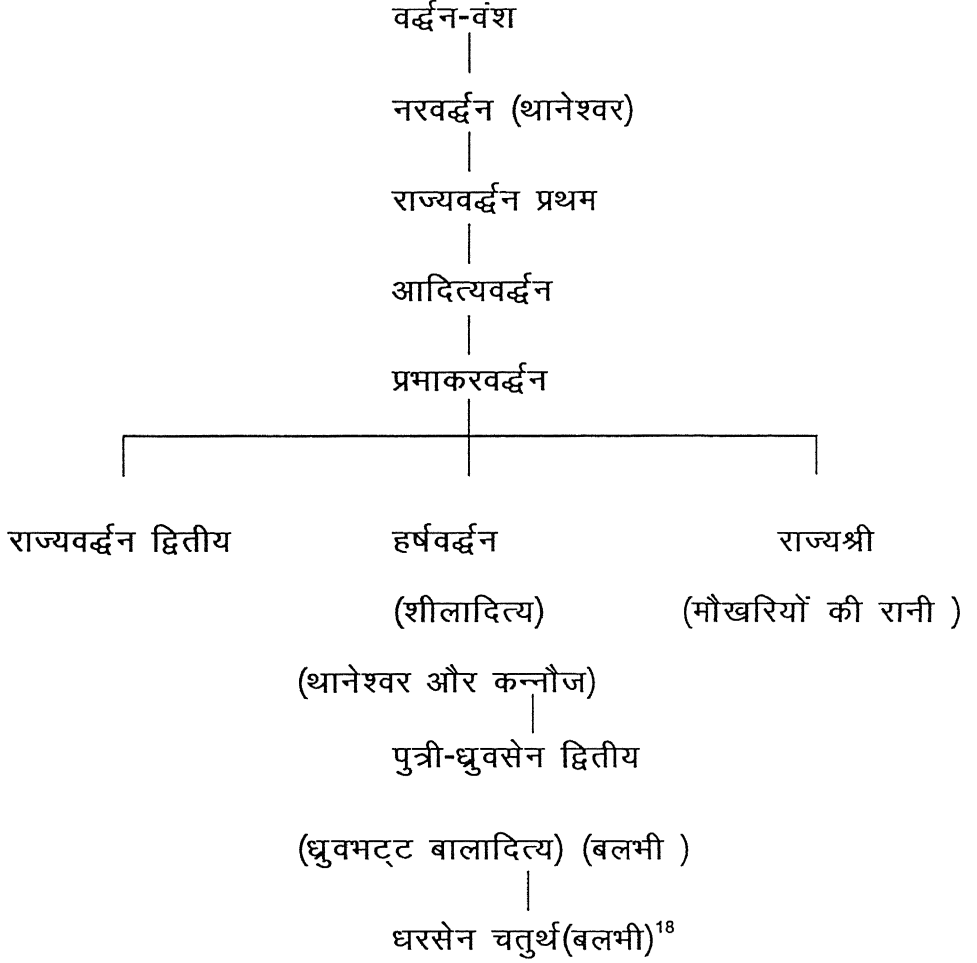 वर्द्धन-वंश
नरवर्द्धन (थानेश्वर)
राज्यवर्द्धन प्रथम
आदित्यवर्द्धन
प्रभाकरवर्द्धन
राज्यवर्द्धन द्वितीय हर्षवर्द्धन राज्यश्री
(शीलादित्य) (मौखरियों की रानी )
(थानेश्वर और कन्नौज)
पुत्री-ध्रुवसेन द्वितीय
(ध्रुवभट्ट बालादित्य) (बलभी )
धरसेन चतुर्थ(बलभी)18